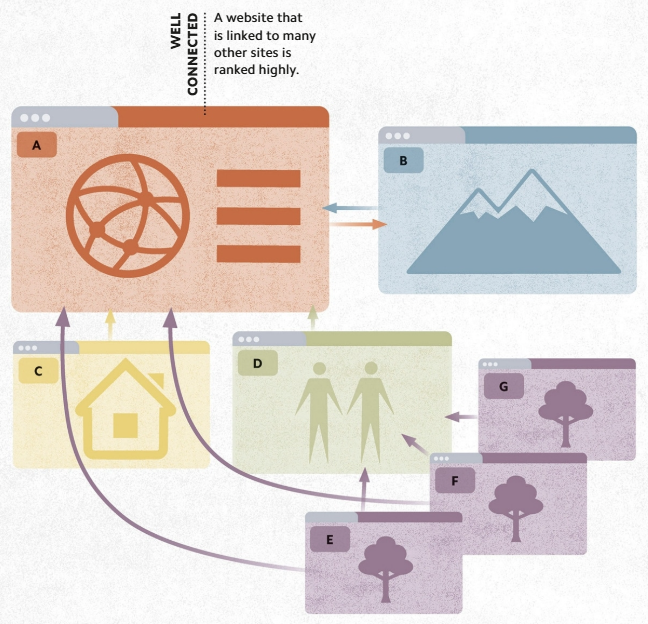 WELL
CONNECTED
A website that
is linked to many
other sites is
ranked highly.
A
B
C
D
G
F
E